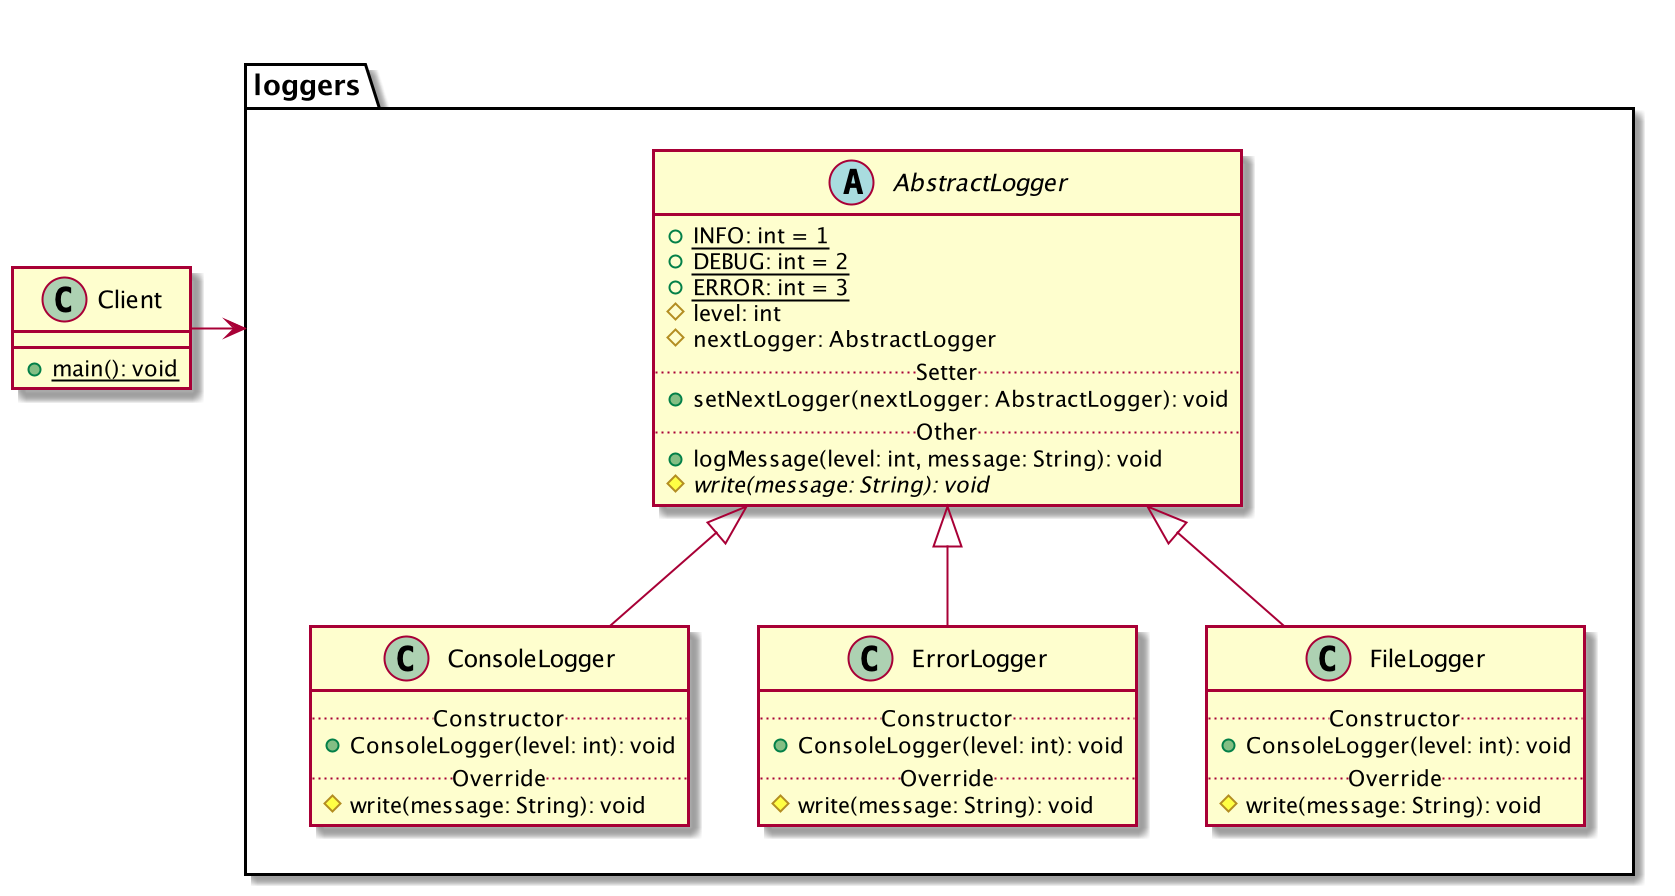 loggers
A AbstractLogger
INFO: int = 1
DEBUG: int = 2
ERROR: int = 3
level: int
nextLogger: AbstractLogger
Setter
setNextLogger(nextLogger: AbstractLogger): void
Other
logMessage(level: int, message: String): void
write(message: String): void
C Client
main(): void
C ConsoleLogger
Constructor
ConsoleLogger(level: int): void
Override
write(message: String): void
C ErrorLogger
Constructor
ConsoleLogger(level: int): void
Override
write(message: String): void
C FileLogger
Constructor
ConsoleLogger(level: int): void
Override
write(message: String): void